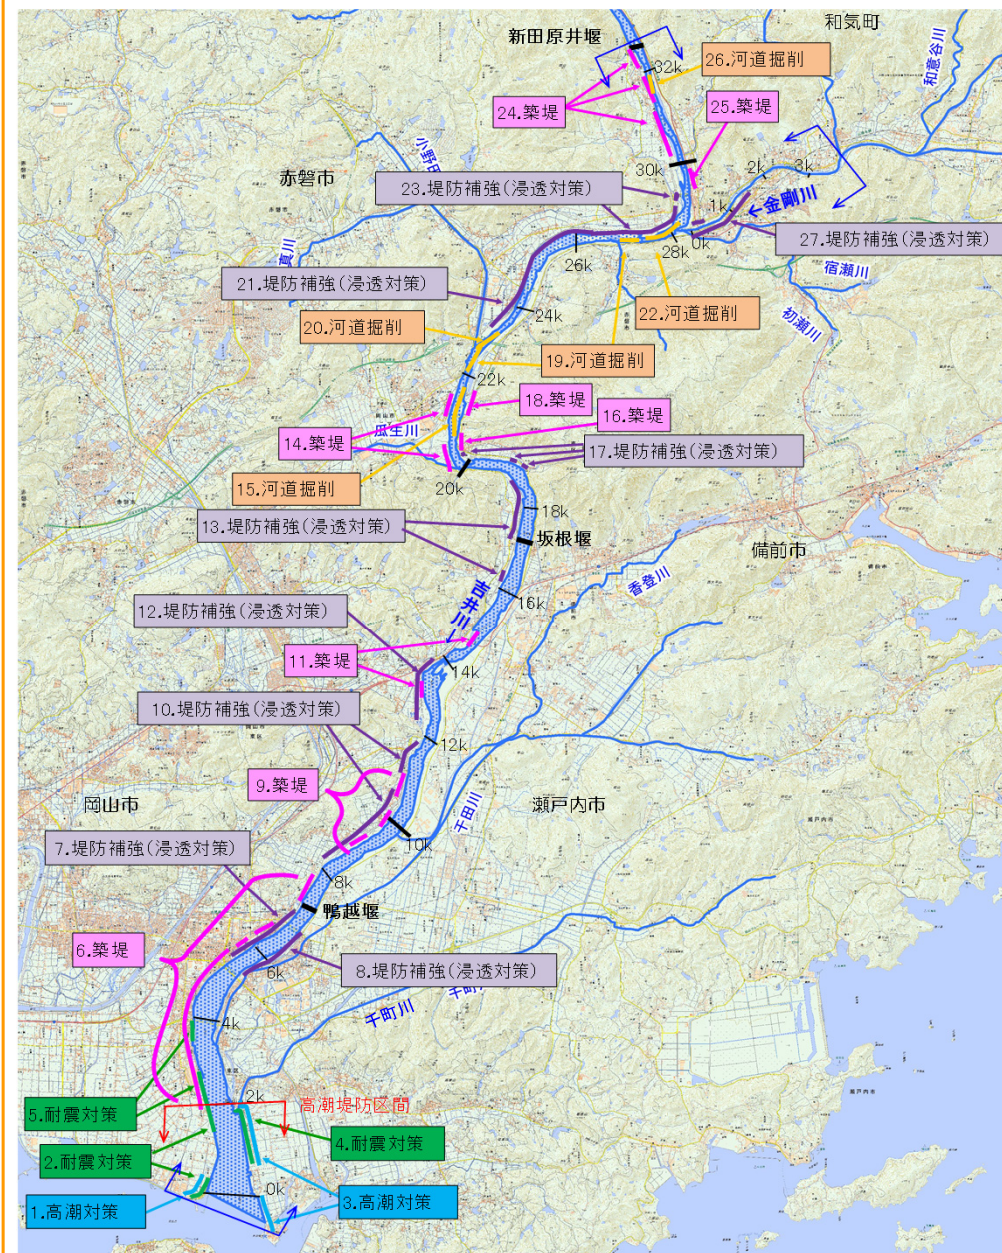 和気町
新田原井堰
和意谷川
32k
26.河道掘削
24.築堤
25.築堤
小野田
赤磐市
30k
2k
3k
23.堤防補強(浸透対策)
1k
←金剛川
0k
28k
27.堤防補強(浸透対策)
26k
真川
宿瀬川
21.堤防補強(浸透対策)
24k
22.河道掘削
初瀬川
20.河道掘削
19.河道掘削
22k
18.築堤
16.築堤
14.築堤
瓜生川
17.堤防補強(浸透対策)
20k
15.河道掘削
18k
13.堤防補強(浸透対策)
坂根堰
備前市
香登川
16k
吉井川→
12.堤防補強(浸透対策)
11.築堤
14k
10.堤防補強(浸透対策)
12k
9.築堤
岡山市
瀬戸内市
千田川
10k
7.堤防補強(浸透対策)
8k
鴨越堰
6.築堤
6k
8.堤防補強(浸透対策)
千町川
4k
2k
高潮堤防区間
5.耐震対策
4.耐震対策
2.耐震対策
0k
3.高潮対策
1.高潮対策